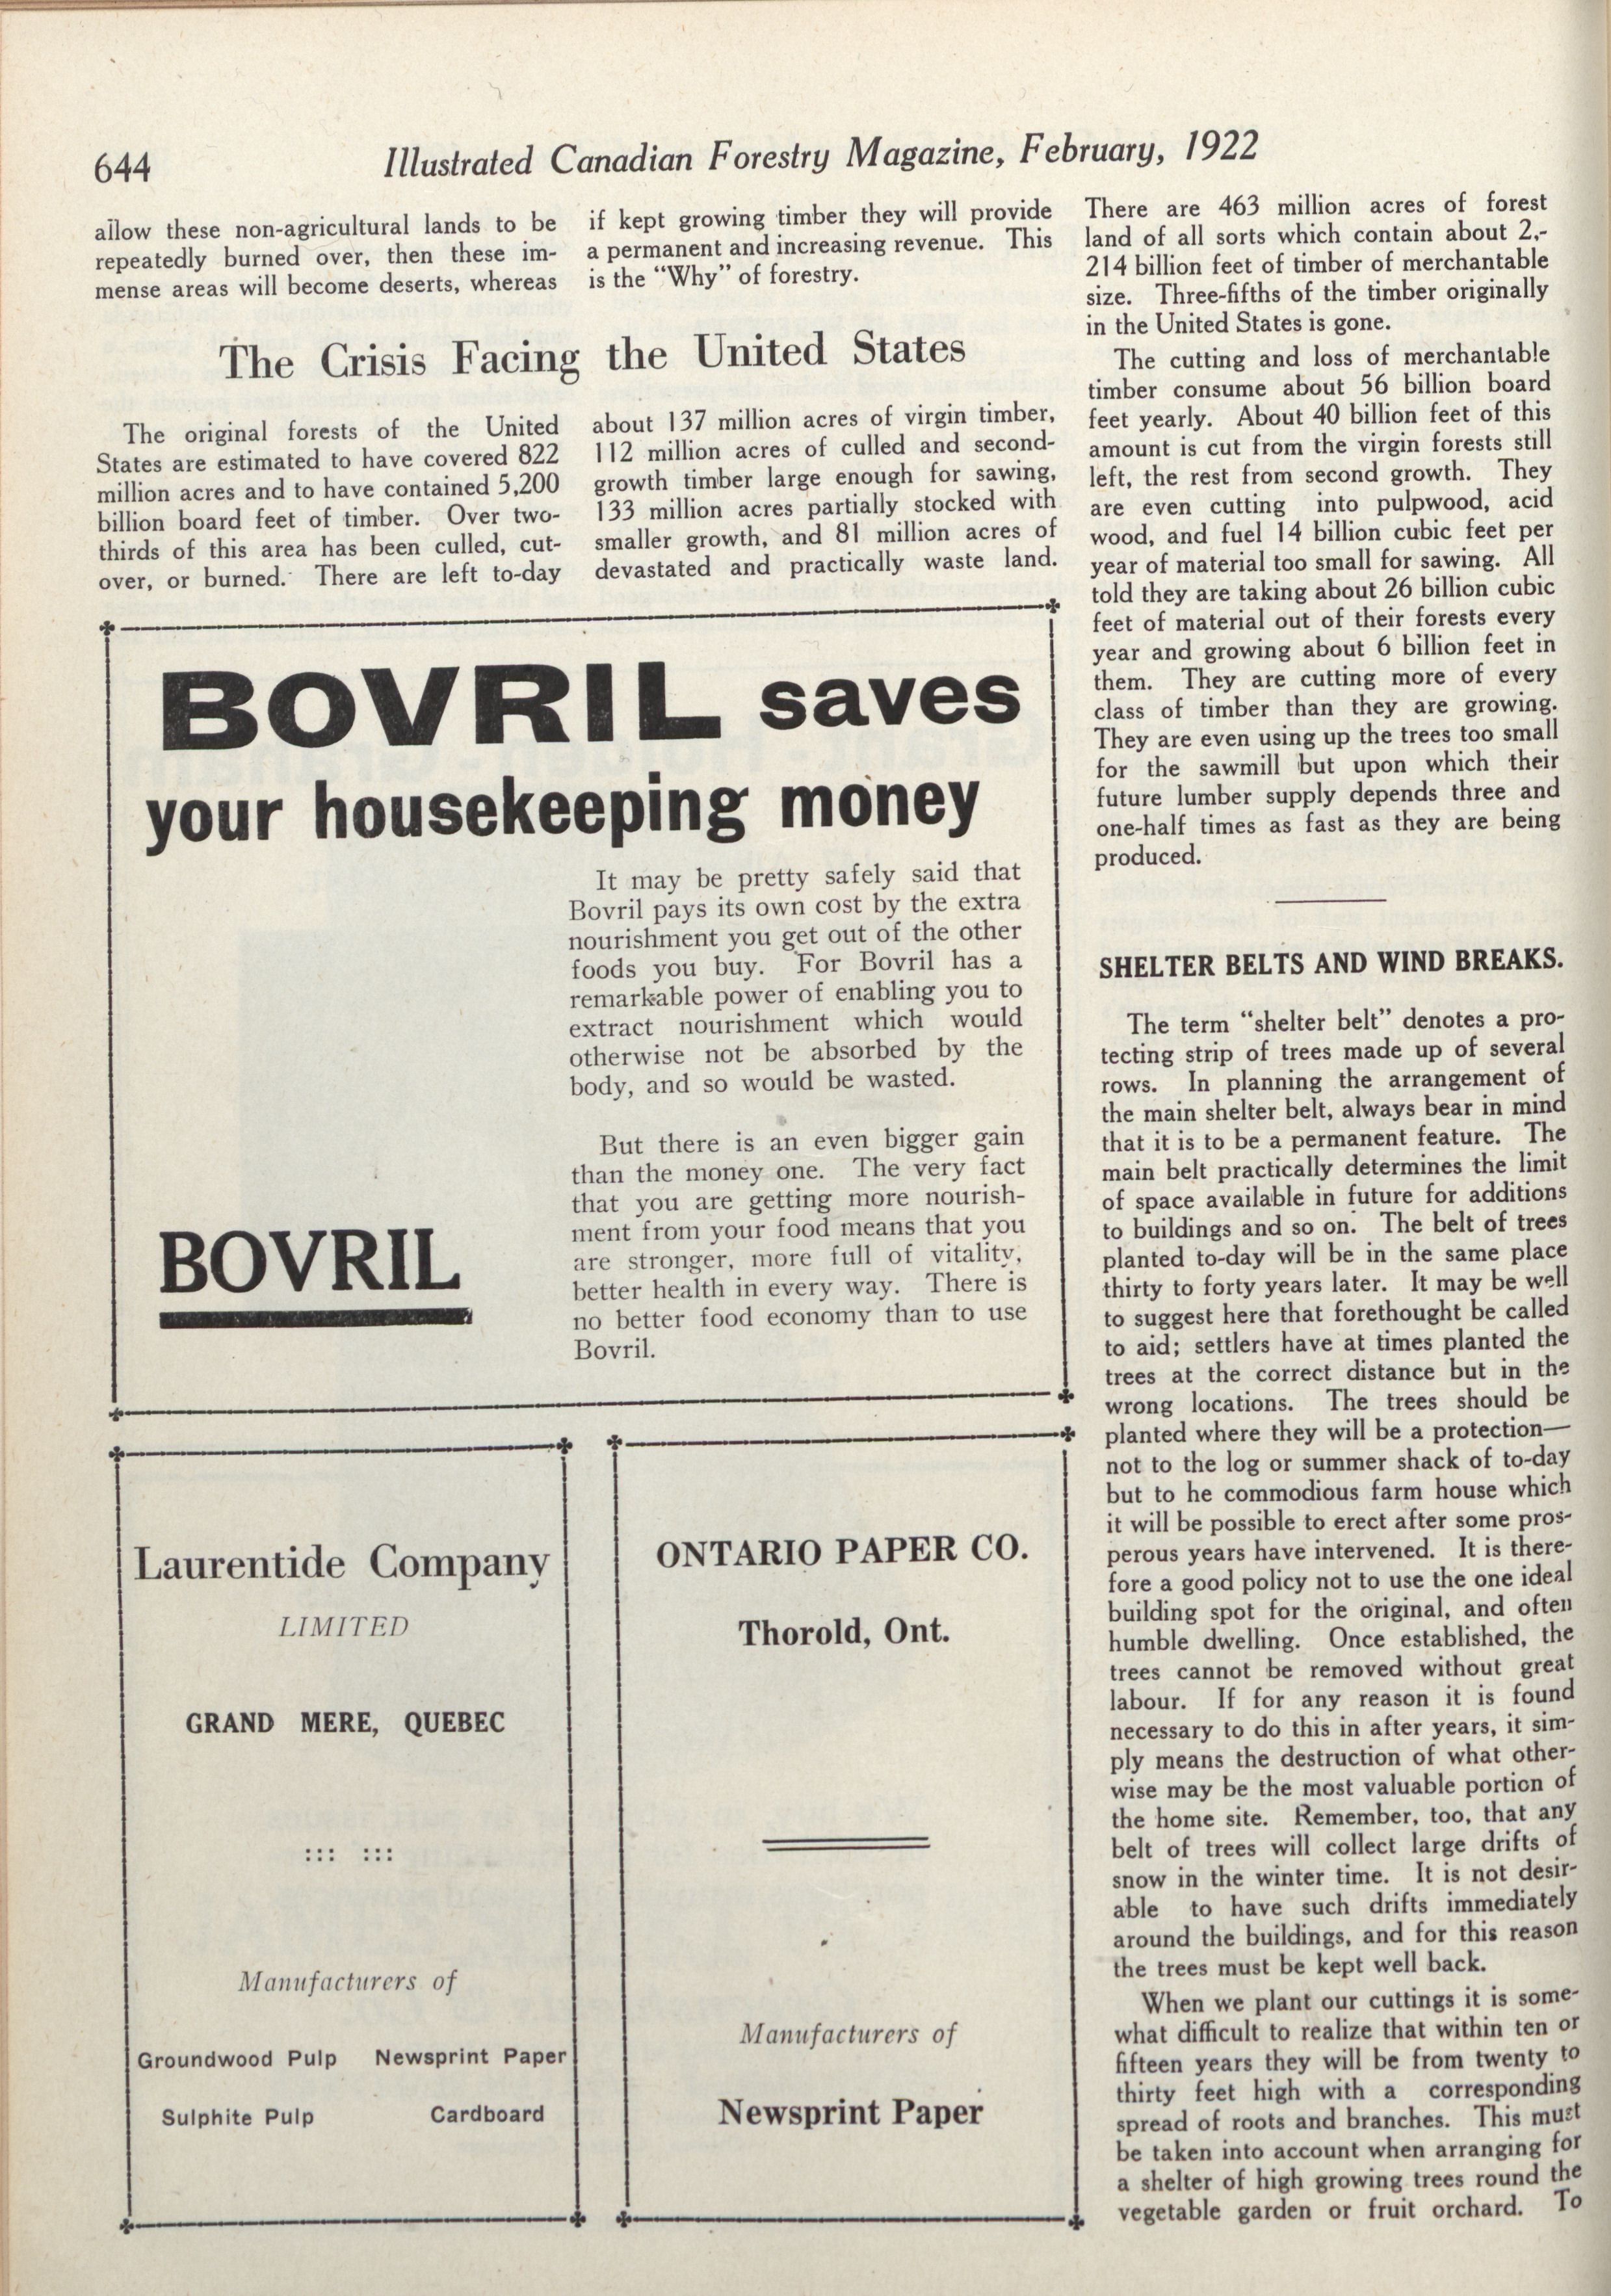 644
Illustrated Canadian Forestry Magazine, February, 1922
allow these non-agricultural lands to be
repeatedly burned over, then these im-
mense areas will become deserts, whereas
if kept growing timber they will provide
a permanent and increasing revenue. This
is the "Why" of forestry.
The Crisis Facing the United States
The original forests of the United
States are estimated to have covered 822
million acres and to have contained 5,200
billion board feet of timber. Over two-
thirds of this area has been culled, cut-
over, or burned. There are left to-day
about 137 million acres of virgin timber,
112 million acres of culled and second-
growth timber large enough for sawing,
133 million acres partially stocked with
smaller growth, and 81 million acres of
devastated and practically waste land.
There are 463 million acres of forest
land of all sorts which contain about 2,-
214 billion feet of timber of merchantable
size. Three-fifths of the timber originally
in the United States is gone.
The cutting and loss of merchantable
timber consume about 56 billion board
feet yearly. About 40 billion feet of this
amount is cut from the virgin forests still
left, the rest from second growth. They
are even cutting into pulpwood, acid
wood, and fuel 14 billion cubic feet per
year of material too small for sawing. All
told they are taking about 26 billion cubic
feet of material out of their forests every
year and growing about 6 billion feet in
them. They are cutting more of every
class of timber than they are growing.
They are even using up the trees too small
for the sawmill but upon which their
future lumber supply depends three and
one-half times as fast as they are being
produced.
BOVRIL saves
your housekeeping money
It may be pretty safely said that
Bovril pays its own cost by the extra
nourishment you get out of the other
foods you buy. For Bovril has a
remarkable power of enabling you to
extract nourishment which would
otherwise not be absorbed by the
body, and so would be wasted.
But there is an even bigger gain
than the money one. The very fact
that you are getting more nourish-
ment from your food means that you
are stronger, more full of vitality,
better health in every way. There is
no better food economy than to use
Bovril.
BOVRIL
Laurentide Company
LIMITED
GRAND MERE, QUEBEC
::: :::
Manufacturers of
Groundwood Pulp Newsprint Paper
Sulphite Pulp Cardboard
ONTARIO PAPER CO.
Thorold, Ont.
Manufacturers of
Newsprint Paper
SHELTER BELTS AND WIND BREAKS.
The term "shelter belt" denotes a pro-
tecting strip of trees made up of several
rows. In planning the arrangement of
the main shelter belt, always bear in mind
that it is to be a permanent feature. The
main belt practically determines the limit
of space available in future for additions
to buildings and so on. The belt of trees
planted to-day will be in the same place
thirty to forty years later. It may be well
to suggest here that forethought be called
to aid; settlers have at times planted the
trees at the correct distance but in the
wrong locations. The trees should be
planted where they will be a protection—
not to the log or summer shack of to-day
but to he commodious farm house which
it will be possible to erect after some pros-
perous years have intervened. It is there-
fore a good policy not to use the one ideal
building spot for the original, and often
humble dwelling. Once established, the
trees cannot be removed without great
labour. If for any reason it is found
necessary to do this in after years, it sim-
ply means the destruction of what other-
wise may be the most valuable portion of
the home site. Remember, too, that any
belt of trees will collect large drifts of
snow in the winter time. It is not desir-
able to have such drifts immediately
around the buildings, and for this reason
the trees must be kept well back.
When we plant our cuttings it is some-
what difficult to realize that within ten or
fifteen years they will be from twenty to
thirty feet high with a corresponding
spread of roots and branches. This must
be taken into account when arranging for
a shelter of high growing trees round the
vegetable garden or fruit orchard. To